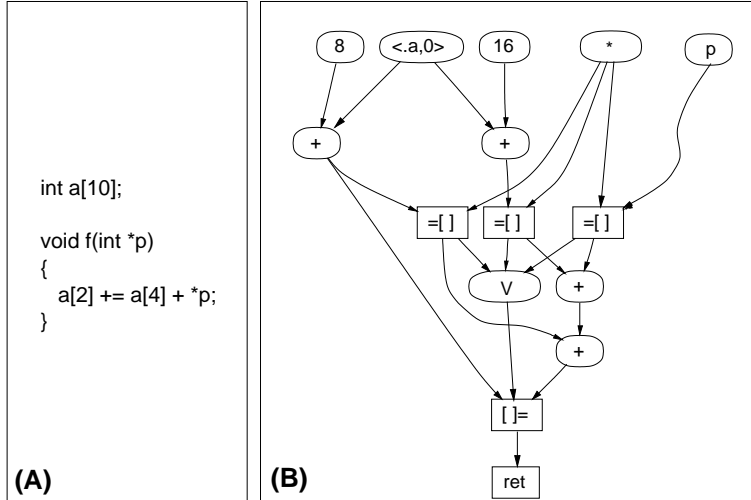 int a[10];
void f(int *p)
{
a[2] += a[4] + *p;
}
(A)
8
<.a,0>
16
*
p
+
+
=[ ]
=[ ]
=[ ]
V
+
+
[ ]=
ret
(B)